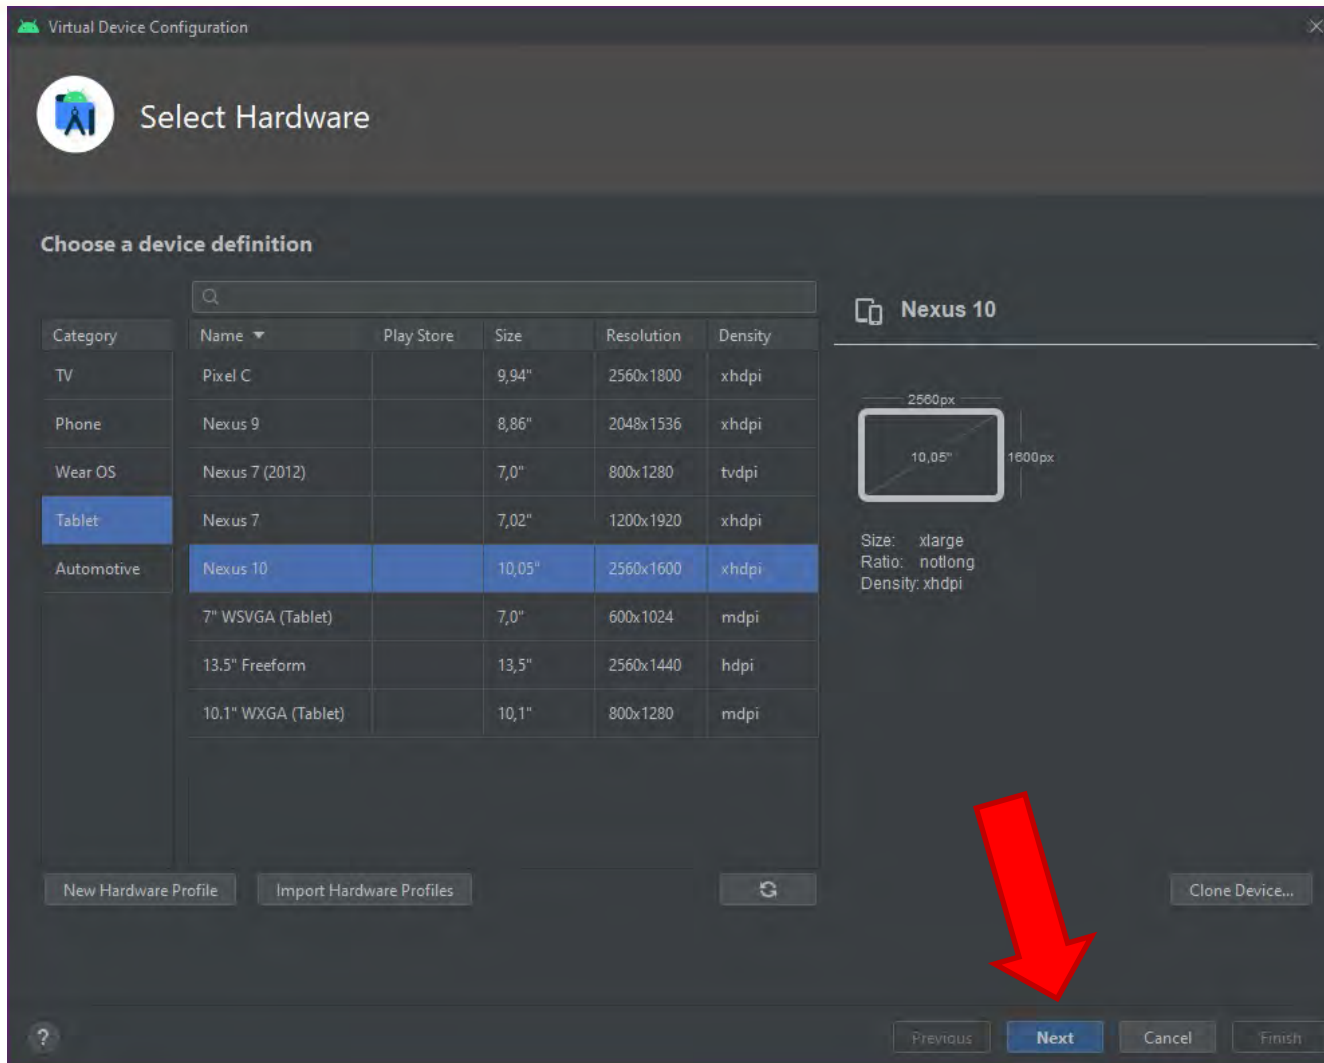 Virtual Device Configuration
Select Hardware
Choose a device definition
Category Name Play Store Size Resolution Density
TV Pixel C 9,94" 2560x1800 xhdpi
Phone Nexus 9 8,86" 2048x1536 xhdpi
Wear OS Nexus 7 (2012) 7,0" 800x1280 tvdpi
Tablet Nexus 7 7,02" 1200x1920 xhdpi
Automotive Nexus 10 10,05" 2560x1600 xhdpi
7" WSVGA (Tablet) 7,0" 600x1024 mdpi
13.5" Freeform 13,5" 2560x1440 hdpi
10.1" WXGA (Tablet) 10,1" 800x1280 mdpi
Nexus 10
2560px
10,05" 1600px
Size: xlarge
Ratio: notlong
Density: xhdpi
New Hardware Profile Import Hardware Profiles Clone Device...
? Previous Next Cancel Finish